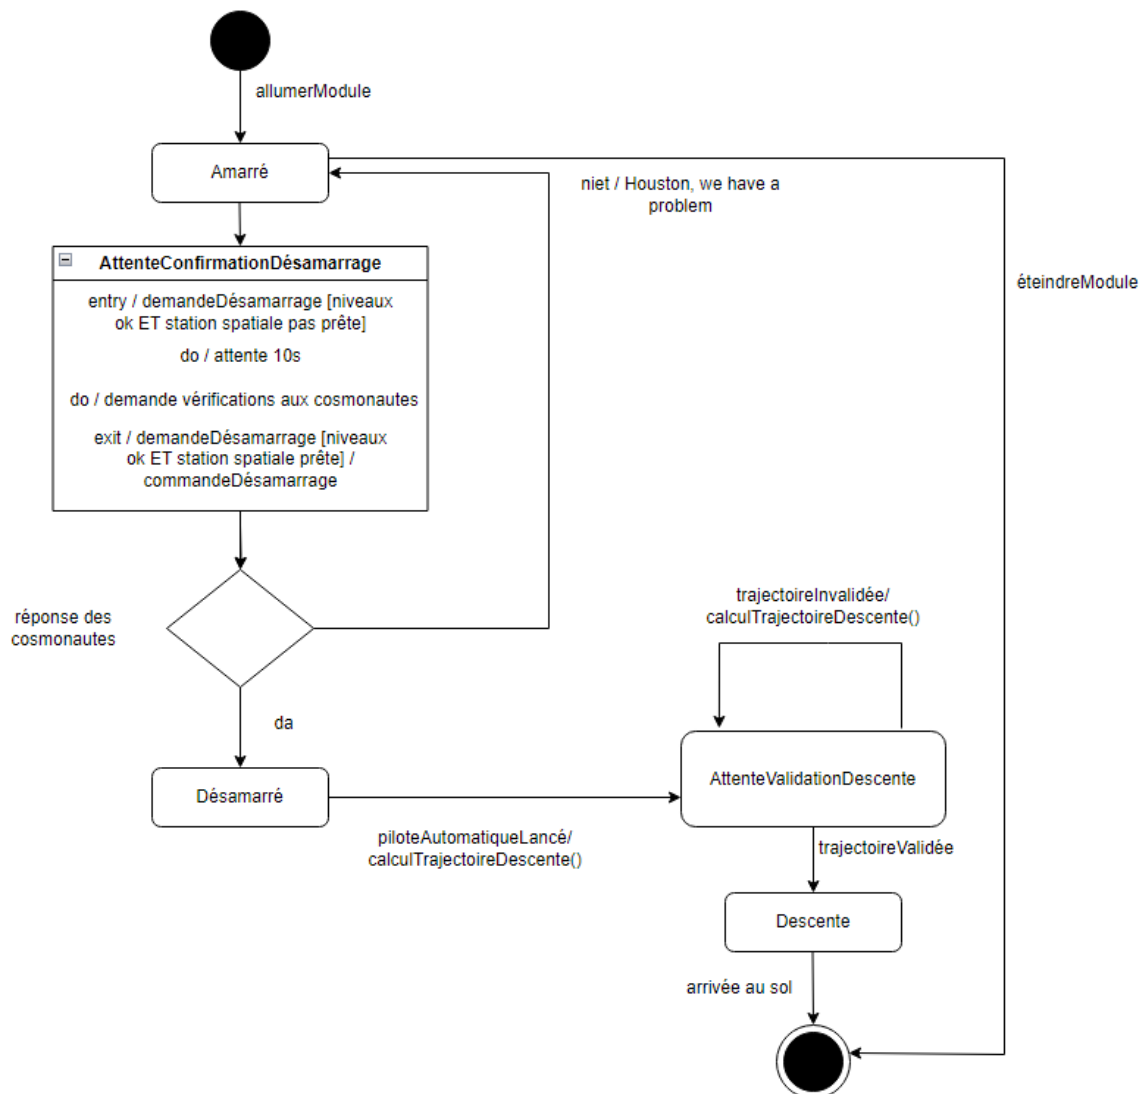 allumerModule
Amarré
niet / Houston, we have a
problem
AttenteConfirmationDésamarrage
entry / demandeDésamarrage [niveaux
ok ET station spatiale pas prête]
do / attente 10s
do / demande vérifications aux cosmonautes
exit / demandeDésamarrage [niveaux
ok ET station spatiale prête] /
commandeDésamarrage
éteindreModule
réponse des
cosmonautes
trajectoireInvalidée/
calculTrajectoireDescente()
da
Désamarré
AttenteValidationDescente
piloteAutomatiqueLancé/
calculTrajectoireDescente()
trajectoireValidée
Descente
arrivée au sol